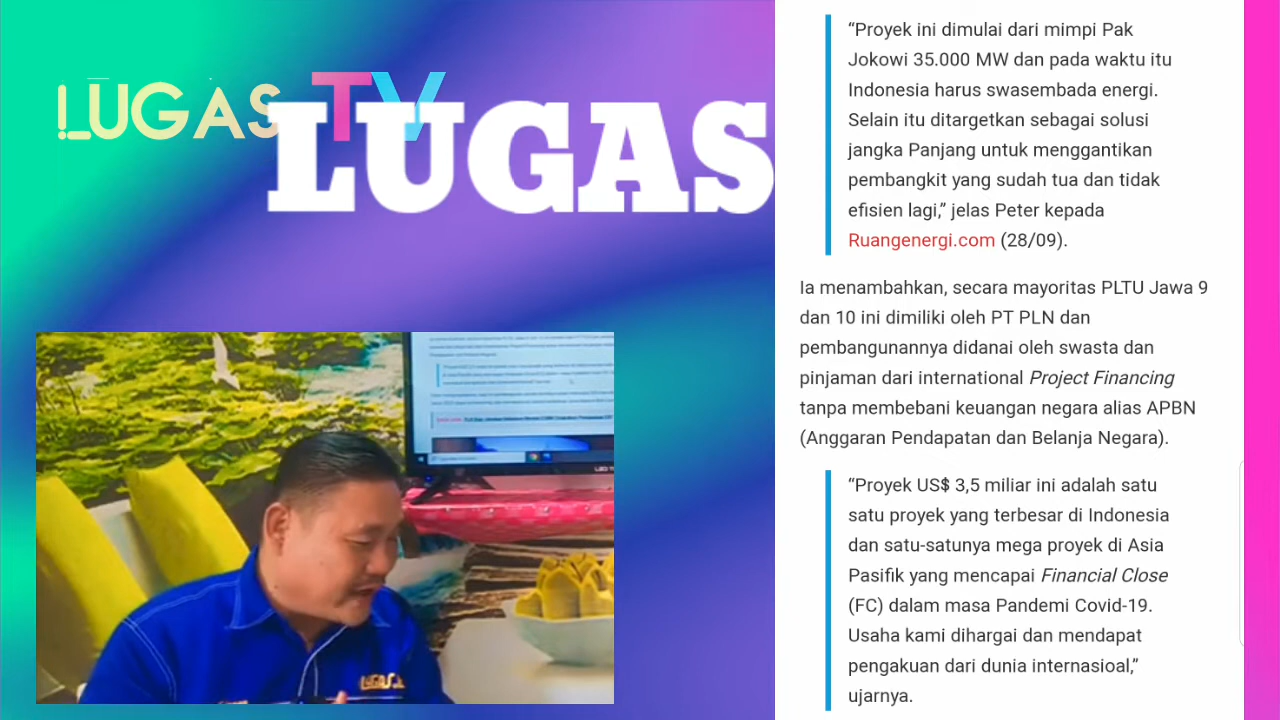 LUGAS TV
LUGAS
LUGAS
“Proyek ini dimulai dari mimpi Pak
Jokowi 35.000 MW dan pada waktu itu
Indonesia harus swasembada energi.
Selain itu ditargetkan sebagai solusi
jangka Panjang untuk menggantikan
pembangkit yang sudah tua dan tidak
efisien lagi,” jelas Peter kepada
Ruangenergi.com (28/09).
Ia menambahkan, secara mayoritas PLTU Jawa 9
dan 10 ini dimiliki oleh PT PLN dan
pembangunannya didanai oleh swasta dan
pinjaman dari international Project Financing
tanpa membebani keuangan negara alias APBN
(Anggaran Pendapatan dan Belanja Negara).
“Proyek US$ 3,5 miliar ini adalah satu
satu proyek yang terbesar di Indonesia
dan satu-satunya mega proyek di Asia
Pasifik yang mencapai Financial Close
(FC) dalam masa Pandemi Covid-19.
Usaha kami dihargai dan mendapat
pengakuan dari dunia internasioal,”
ujarnya.